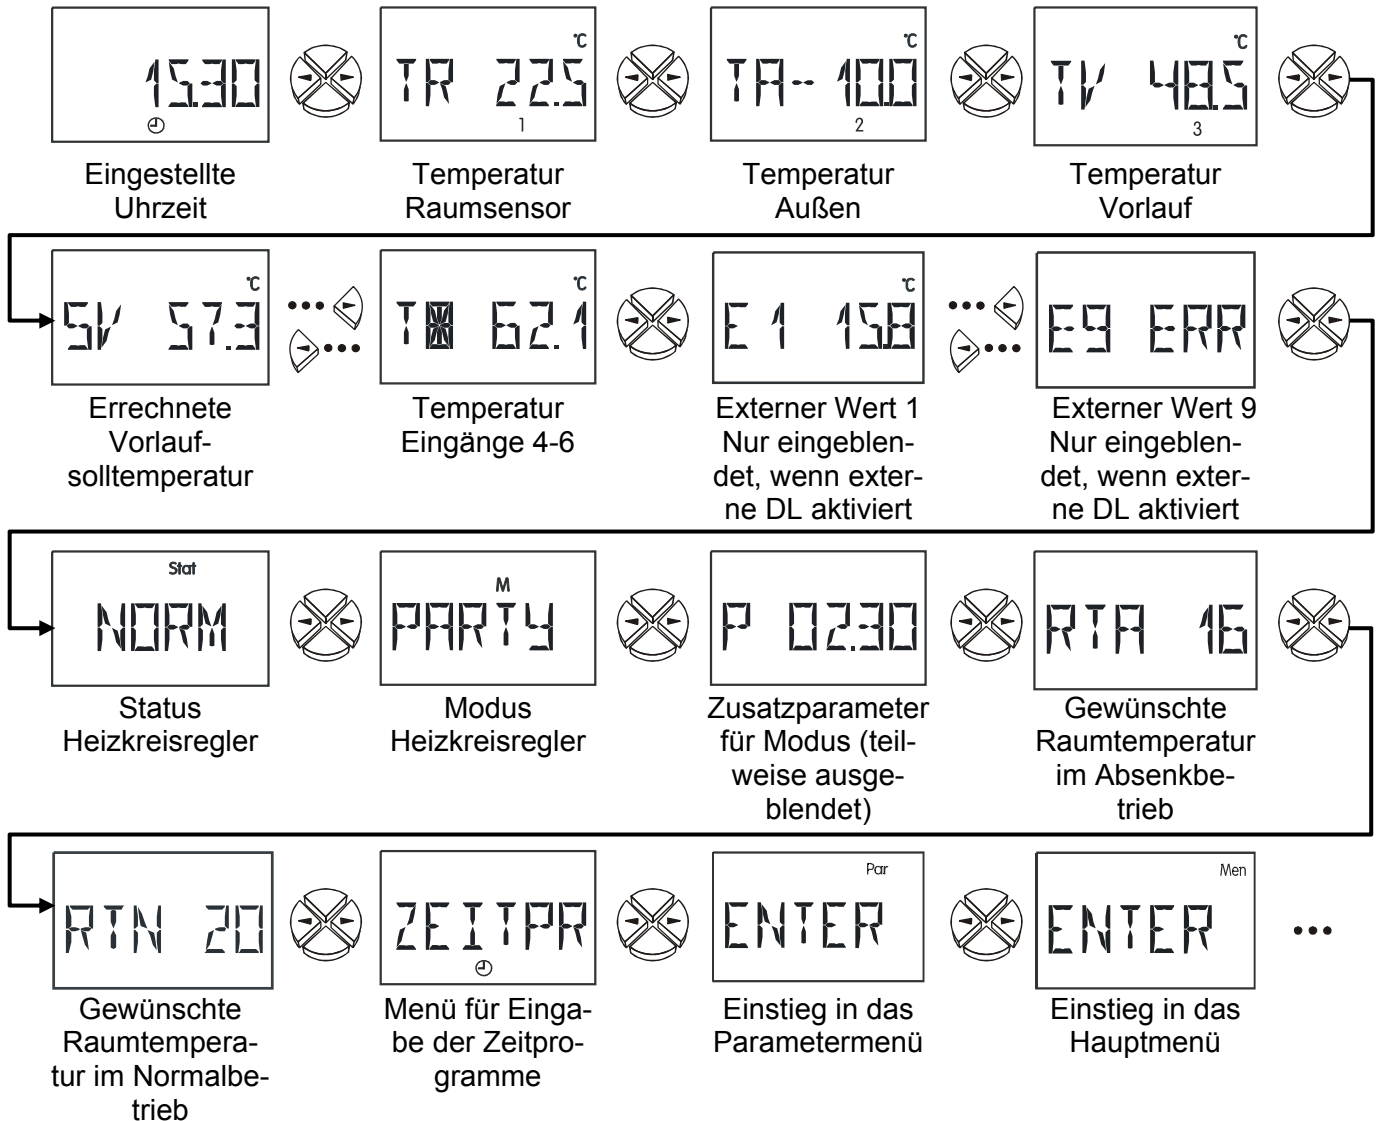 15.30
°C
TR 22.5
1
°C
TA-10.0
2
°C
TV 48.5
3
Eingestellte
Uhrzeit
Temperatur
Raumsensor
Temperatur
Außen
Temperatur
Vorlauf
°C
SV 57.3
°C
62.1
°C
E 1 15.8
E9 ERR
Errechnete
Vorlauf-
solltemperatur
Temperatur
Eingänge 4-6
Externer Wert 1
Nur eingeblen-
det, wenn exter-
ne DL aktiviert
Externer Wert 9
Nur eingeblen-
det, wenn exter-
ne DL aktiviert
Stat
NORM
M
PARTY
P 02.30
RTA 16
Status
Heizkreisregler
Modus
Heizkreisregler
Zusatzparameter
für Modus (teil-
weise ausge-
blendet)
Gewünschte
Raumtemperatur
im Absenkbe-
trieb
RTN 20
ZEITPR
Par
ENTER
Men
ENTER
Gewünschte
Raumtempera-
tur im Normalbe-
trieb
Menü für Einga-
be der Zeitpro-
gramme
Einstieg in das
Parametermenü
Einstieg in das
Hauptmenü